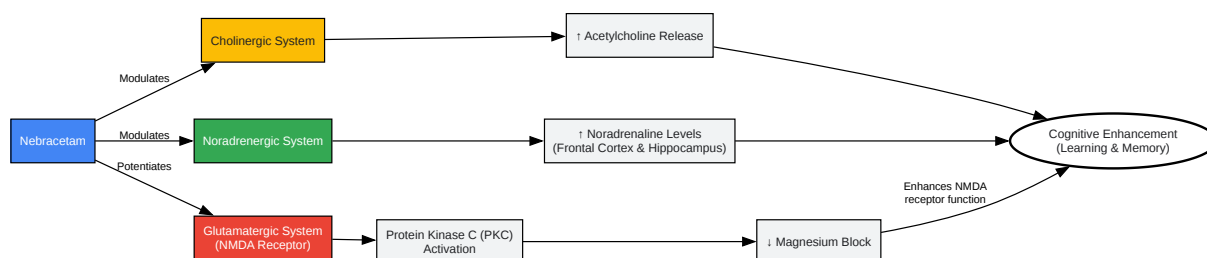 Cholinergic System
↑ Acetylcholine Release
Modulates
Nebracetam
Modulates
Noradrenergic System
↑ Noradrenaline Levels
(Frontal Cortex & Hippocampus)
Cognitive Enhancement
(Learning & Memory)
Potentiates
Glutamatergic System
(NMDA Receptor)
Protein Kinase C (PKC)
Activation
↓ Magnesium Block
Enhances NMDA
receptor function